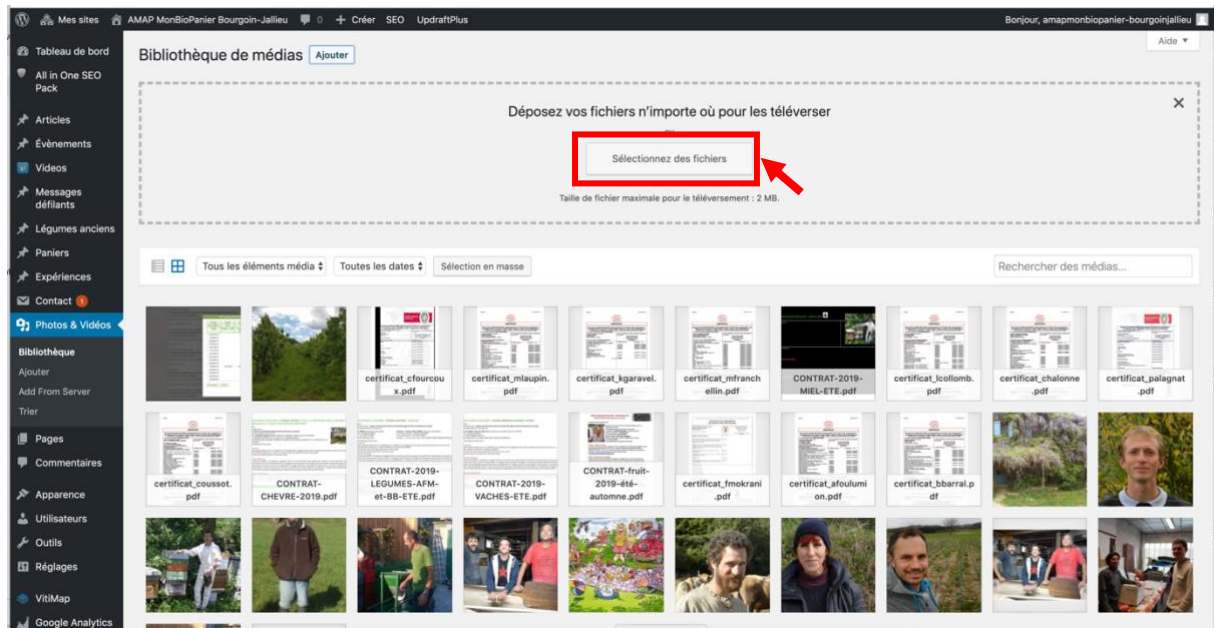 Mes sites AMAP MonBioPanier Bourgoin-Jallieu 0 + Créer SEO UpdraftPlus Bonjour, amapmonbiopanier-bourgoinjallieu
Aide
Tableau de bord
All in One SEO
Pack
Articles
Évènements
Videos
Messages
défilants
Légumes anciens
Paniers
Expériences
Contact 1
Photos & Vidéos
Bibliothèque
Ajouter
Add From Server
Trier
Pages
Commentaires
Apparence
Utilisateurs
Outils
Réglages
VitiMap
Google Analytics
Bibliothèque de médias Ajouter
Déposez vos fichiers n'importe où pour les téléverser
Sélectionnez des fichiers
Taille de fichier maximale pour le téléversement : 2 MB.
Tous les éléments média Toutes les dates Sélection en masse Rechercher des médias...
certificat_cfourcou
x.pdf
certificat_mlaupin.
pdf
certificat_kgaravel.
pdf
certificat_mfranch
ellin.pdf
CONTRAT-2019-
MIEL-ETE.pdf
certificat_lcollomb.
pdf
certificat_chalonne
.pdf
certificat_palagnat
.pdf
certificat_coussot.
pdf
CONTRAT-
CHEVRE-2019.pdf
CONTRAT-2019-
LEGUMES-AFM-
et-BB-ETE.pdf
CONTRAT-2019-
VACHES-ETE.pdf
CONTRAT-fruit-
2019-été-
automne.pdf
certificat_fmokrani
.pdf
certificat_afoulumi
on.pdf
certificat_bbarral.p
df